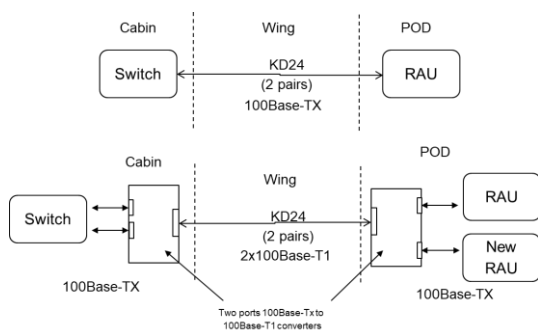 Cabin Wing POD
Switch KD24 RAU
(2 pairs)
100Base-TX
Cabin Wing POD
Switch KD24 RAU
(2 pairs)
2x100Base-T1 New
RAU
100Base-TX 100Base-TX
Two ports 100Base-Tx to
100Base-T1 converters